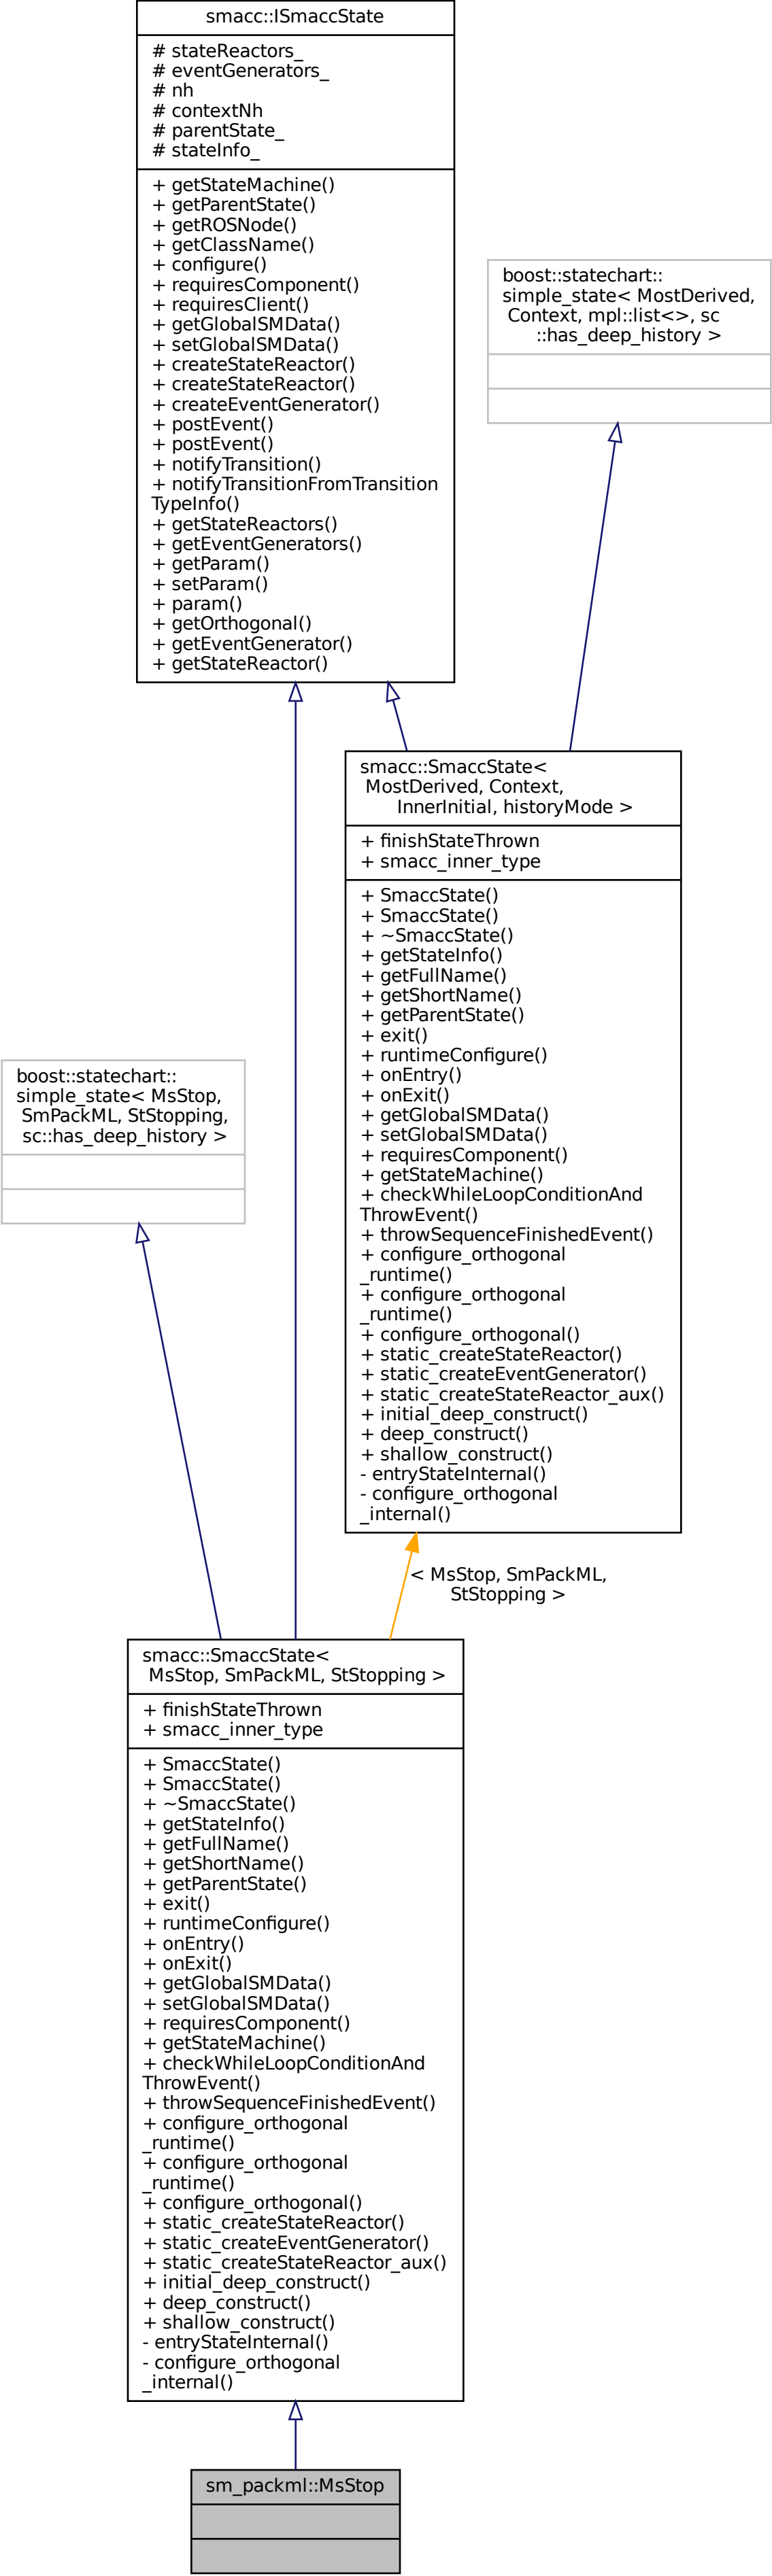 smacc::ISmaccState
# stateReactors_
# eventGenerators_
# nh
# contextNh
# parentState_
# stateInfo_
+ getStateMachine()
+ getParentState()
+ getROSNode()
+ getClassName()
+ configure()
+ requiresComponent()
+ requiresClient()
+ getGlobalSMData()
+ setGlobalSMData()
+ createStateReactor()
+ createStateReactor()
+ createEventGenerator()
+ postEvent()
+ postEvent()
+ notifyTransition()
+ notifyTransitionFromTransition
TypeInfo()
+ getStateReactors()
+ getEventGenerators()
+ getParam()
+ setParam()
+ param()
+ getOrthogonal()
+ getEventGenerator()
+ getStateReactor()
boost::statechart::
simple_state< MostDerived,
Context, mpl::list<>, sc
::has_deep_history >
smacc::SmaccState<
MostDerived, Context,
InnerInitial, historyMode >
+ finishStateThrown
+ smacc_inner_type
+ SmaccState()
+ SmaccState()
+ ~SmaccState()
+ getStateInfo()
+ getFullName()
+ getShortName()
+ getParentState()
+ exit()
+ runtimeConfigure()
+ onEntry()
+ onExit()
+ getGlobalSMData()
+ setGlobalSMData()
+ requiresComponent()
+ getStateMachine()
+ checkWhileLoopConditionAnd
ThrowEvent()
+ throwSequenceFinishedEvent()
+ configure_orthogonal
_runtime()
+ configure_orthogonal
_runtime()
+ configure_orthogonal()
+ static_createStateReactor()
+ static_createEventGenerator()
+ static_createStateReactor_aux()
+ initial_deep_construct()
+ deep_construct()
+ shallow_construct()
- entryStateInternal()
- configure_orthogonal
_internal()
boost::statechart::
simple_state< MsStop,
SmPackML, StStopping,
sc::has_deep_history >
< MsStop, SmPackML,
StStopping >
smacc::SmaccState<
MsStop, SmPackML, StStopping >
+ finishStateThrown
+ smacc_inner_type
+ SmaccState()
+ SmaccState()
+ ~SmaccState()
+ getStateInfo()
+ getFullName()
+ getShortName()
+ getParentState()
+ exit()
+ runtimeConfigure()
+ onEntry()
+ onExit()
+ getGlobalSMData()
+ setGlobalSMData()
+ requiresComponent()
+ getStateMachine()
+ checkWhileLoopConditionAnd
ThrowEvent()
+ throwSequenceFinishedEvent()
+ configure_orthogonal
_runtime()
+ configure_orthogonal
_runtime()
+ configure_orthogonal()
+ static_createStateReactor()
+ static_createEventGenerator()
+ static_createStateReactor_aux()
+ initial_deep_construct()
+ deep_construct()
+ shallow_construct()
- entryStateInternal()
- configure_orthogonal
_internal()
sm_packml::MsStop